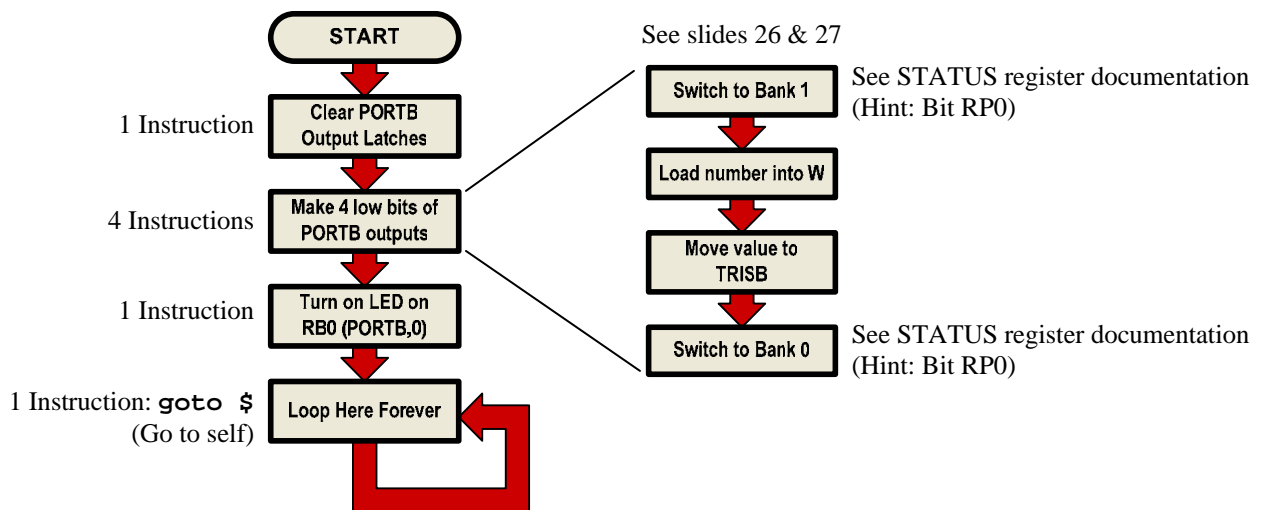 START
1 Instruction
Clear PORTB
Output Latches
4 Instructions
Make 4 low bits of
PORTB outputs
1 Instruction
Turn on LED on
RB0 (PORTB,0)
1 Instruction: goto $
(Go to self)
Loop Here Forever
See slides 26 & 27
Switch to Bank 1
See STATUS register documentation
(Hint: Bit RP0)
Load number into W
Move value to
TRISB
Switch to Bank 0
See STATUS register documentation
(Hint: Bit RP0)